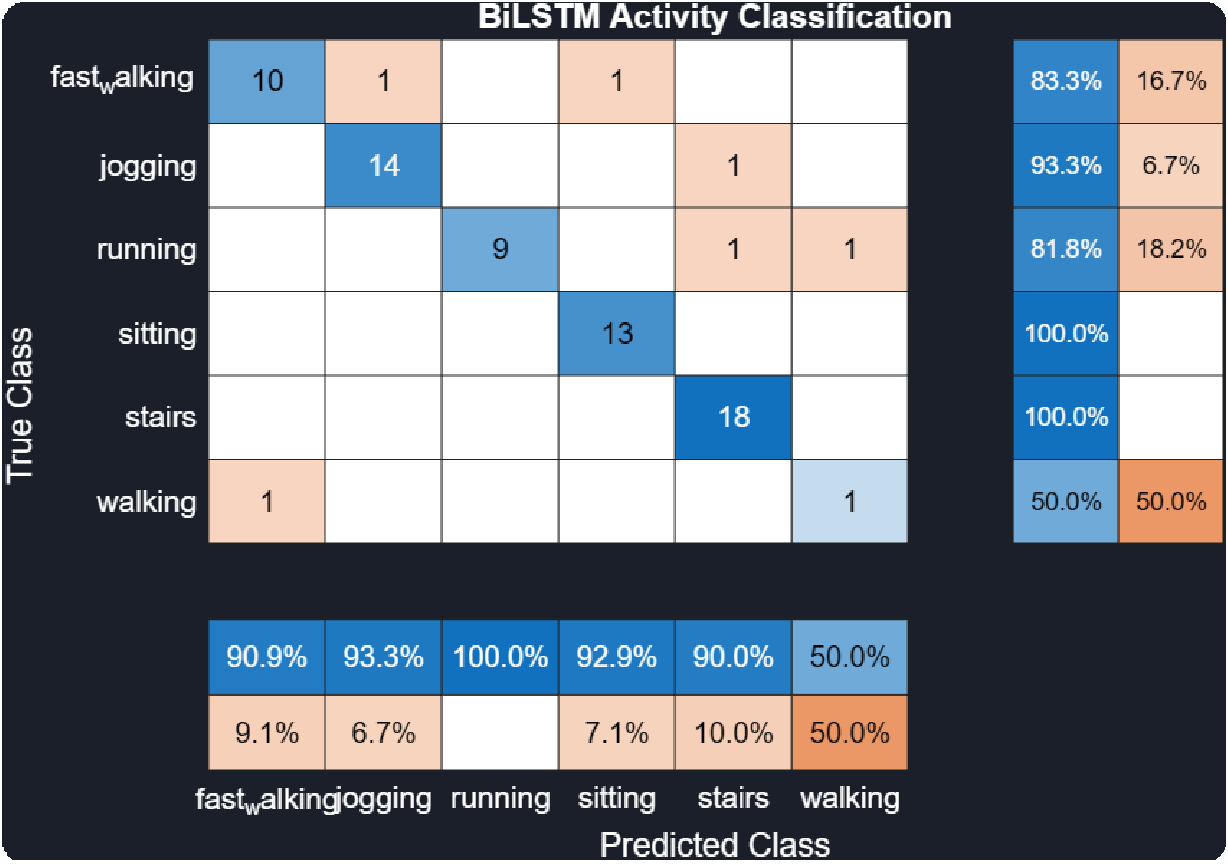 BiLSTM Activity Classification
fast_walking 10 1 1 83.3% 16.7%
jogging 14 1 93.3% 6.7%
running 9 1 1 81.8% 18.2%
sitting 13 100.0%
stairs 18 100.0%
walking 1 1 50.0% 50.0%
True Class
90.9% 93.3% 100.0% 92.9% 90.0% 50.0%
9.1% 6.7% 7.1% 10.0% 50.0%
fast_walking jogging running sitting stairs walking
Predicted Class